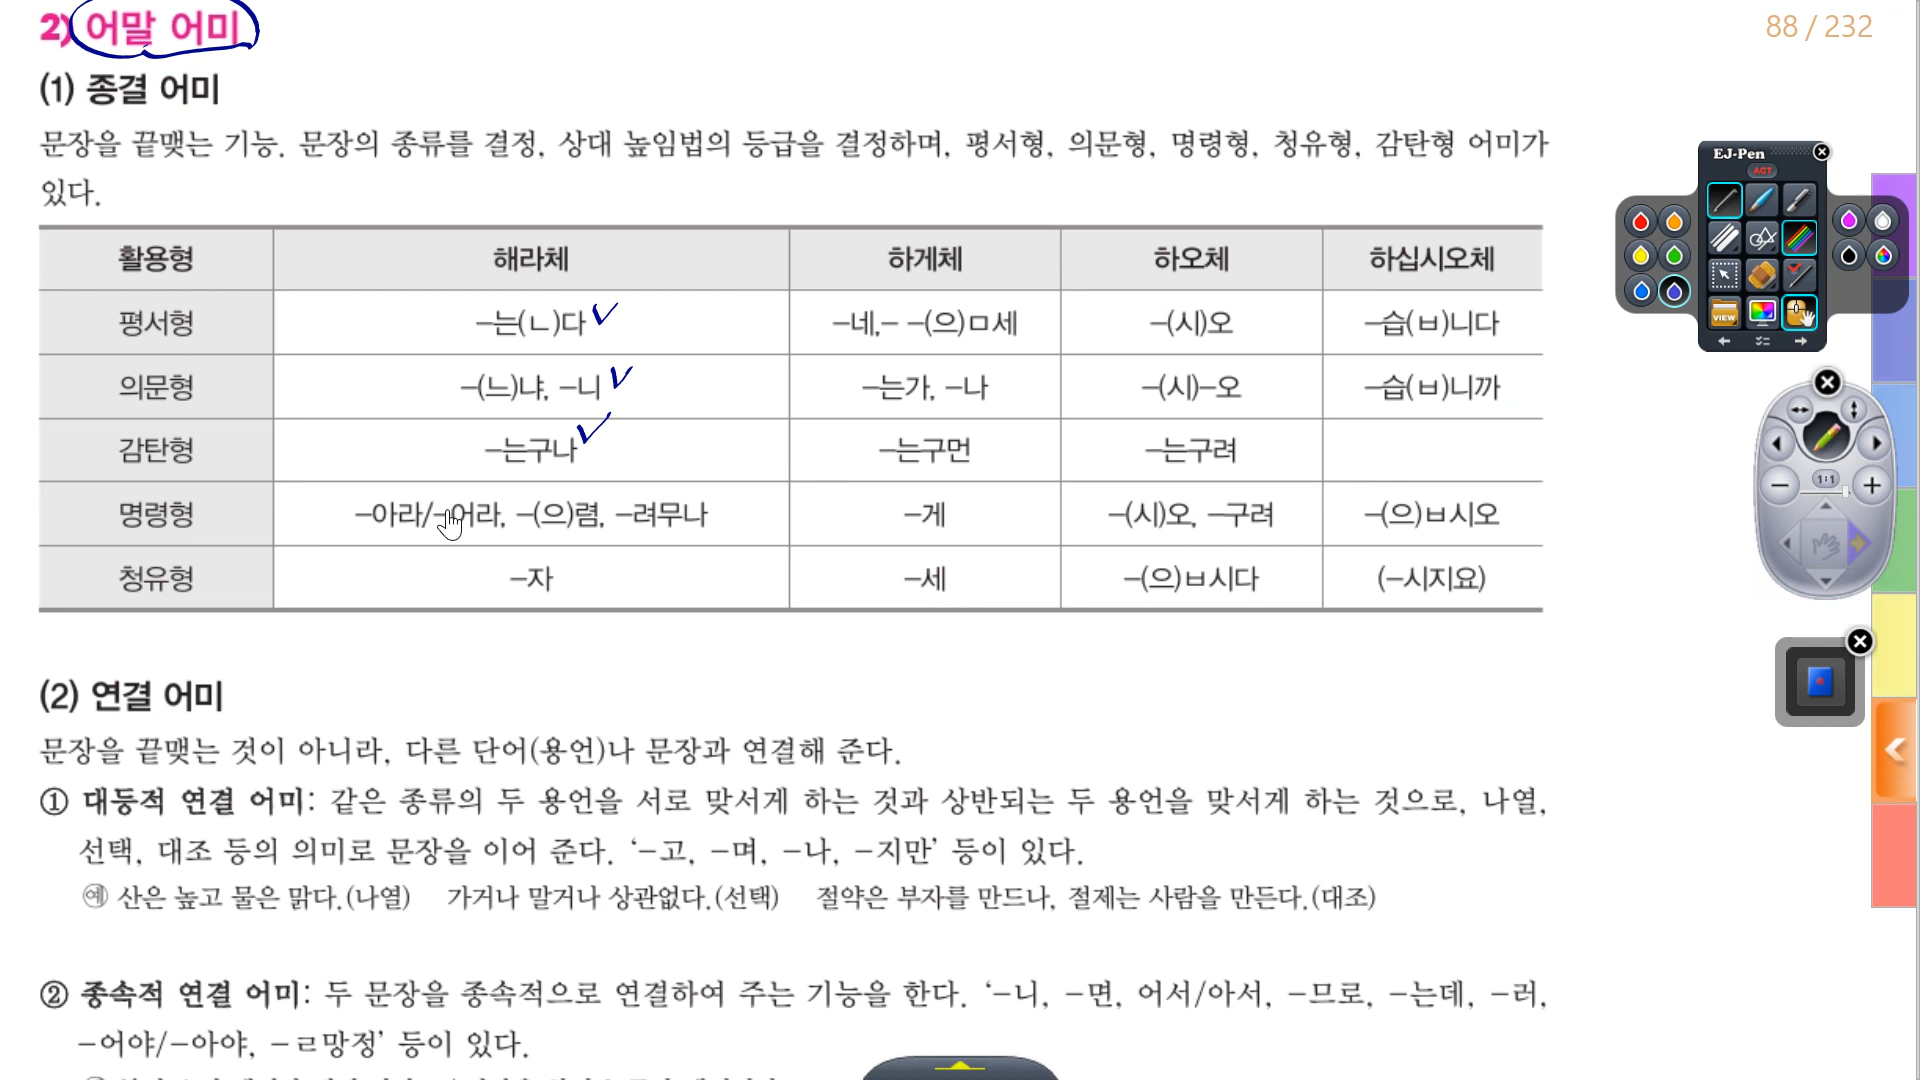 2) 어말 어미
88 / 232
(1) 종결 어미
문장을 끝맺는 기능. 문장의 종류를 결정, 상대 높임법의 등급을 결정하며, 평서형, 의문형, 명령형, 청유형, 감탄형 어미가
있다.
활용형 해라체 하게체 하오체 하십시오체
평서형 –는(ㄴ)다 –네,– –(으)ㅁ세 –(시)오 –습(ㅂ)니다
의문형 –(느)냐, –니 –는가, –나 –(시)–오 –습(ㅂ)니까
감탄형 –는구나 –는구먼 –는구려
명령형 –아라/–어라, –(으)렴, –려무나 –게 –(시)오, –구려 –(으)ㅂ시오
청유형 –자 –세 –(으)ㅂ시다 (–시지요)
(2) 연결 어미
문장을 끝맺는 것이 아니라, 다른 단어(용언)나 문장과 연결해 준다.
① 대등적 연결 어미: 같은 종류의 두 용언을 서로 맞서게 하는 것과 상반되는 두 용언을 맞서게 하는 것으로, 나열,
선택, 대조 등의 의미로 문장을 이어 준다. ‘–고, –며, –나, –지만’ 등이 있다.
예 산은 높고 물은 맑다.(나열) 가거나 말거나 상관없다.(선택) 절약은 부자를 만드나, 절제는 사람을 만든다.(대조)
② 종속적 연결 어미: 두 문장을 종속적으로 연결하여 주는 기능을 한다. ‘–니, –면, 어서/아서, –므로, –는데, –러,
–어야/–아야, –ㄹ망정’ 등이 있다.
EJ-Pen
ACT
VIEW
1:1